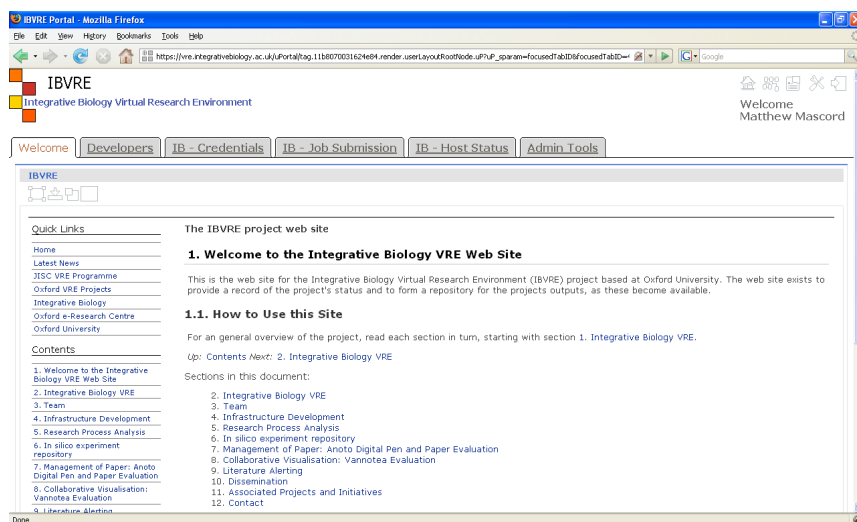 IBVRE Portal - Mozilla Firefox
File Edit View History Bookmarks Tools Help
https://vre.integrativebiology.ac.uk/uPortal/tag.11b8070031624e84.render.userLayoutRootNode.uP?uP_sparam=focusedTabID&focusedTabID=
G Google
IBVRE
Integrative Biology Virtual Research Environment
Welcome
Matthew Mascord
Welcome Developers IB - Credentials IB - Job Submission IB - Host Status Admin Tools
IBVRE
Quick Links
Home
Latest News
JISC VRE Programme
Oxford VRE Projects
Integrative Biology
Oxford e-Research Centre
Oxford University
Contents
1. Welcome to the Integrative
Biology VRE Web Site
2. Integrative Biology VRE
3. Team
4. Infrastructure Development
5. Research Process Analysis
6. In silico experiment
repository
7. Management of Paper: Anoto
Digital Pen and Paper Evaluation
8. Collaborative Visualisation:
Vannotea Evaluation
9. Literature Alerting
The IBVRE project web site
1. Welcome to the Integrative Biology VRE Web Site
This is the web site for the Integrative Biology Virtual Research Environment (IBVRE) project based at Oxford University. The web site exists to
provide a record of the project's status and to form a repository for the projects outputs, as these become available.
1.1. How to Use this Site
For an general overview of the project, read each section in turn, starting with section 1. Integrative Biology VRE.
Up: Contents Next: 2. Integrative Biology VRE
Sections in this document:
2. Integrative Biology VRE
3. Team
4. Infrastructure Development
5. Research Process Analysis
6. In silico experiment repository
7. Management of Paper: Anoto Digital Pen and Paper Evaluation
8. Collaborative Visualisation: Vannotea Evaluation
9. Literature Alerting
10. Dissemination
11. Associated Projects and Initiatives
12. Contact
Done